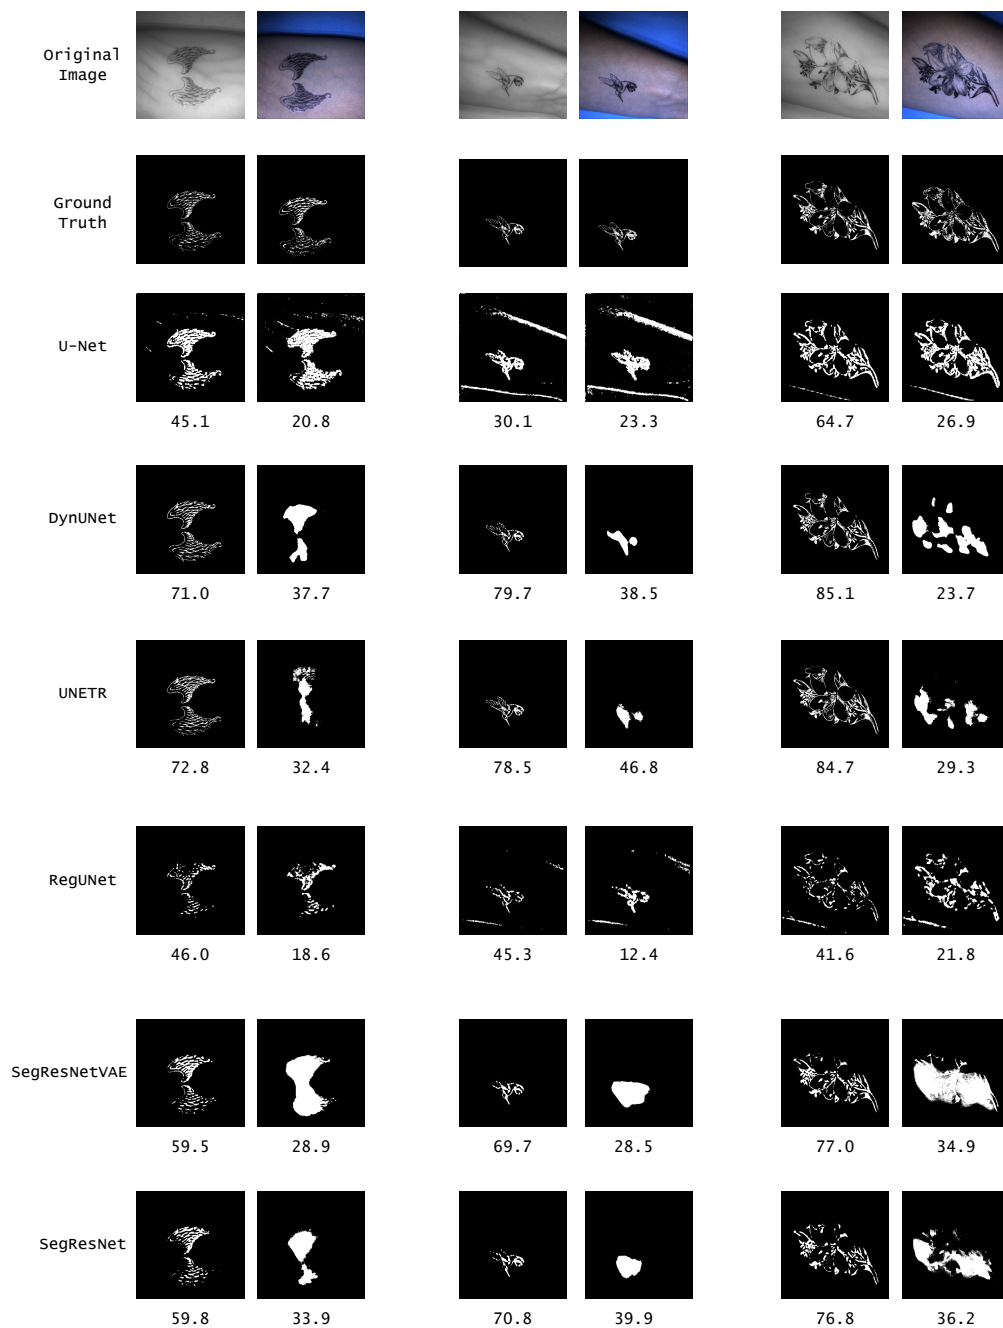 Original
Image
Ground
Truth
U-Net
45.1 20.8 30.1 23.3 64.7 26.9
DynUNet
71.0 37.7 79.7 38.5 85.1 23.7
UNETR
72.8 32.4 78.5 46.8 84.7 29.3
RegUNet
46.0 18.6 45.3 12.4 41.6 21.8
SegResNetVAE
59.5 28.9 69.7 28.5 77.0 34.9
SegResNet
59.8 33.9 70.8 39.9 76.8 36.2